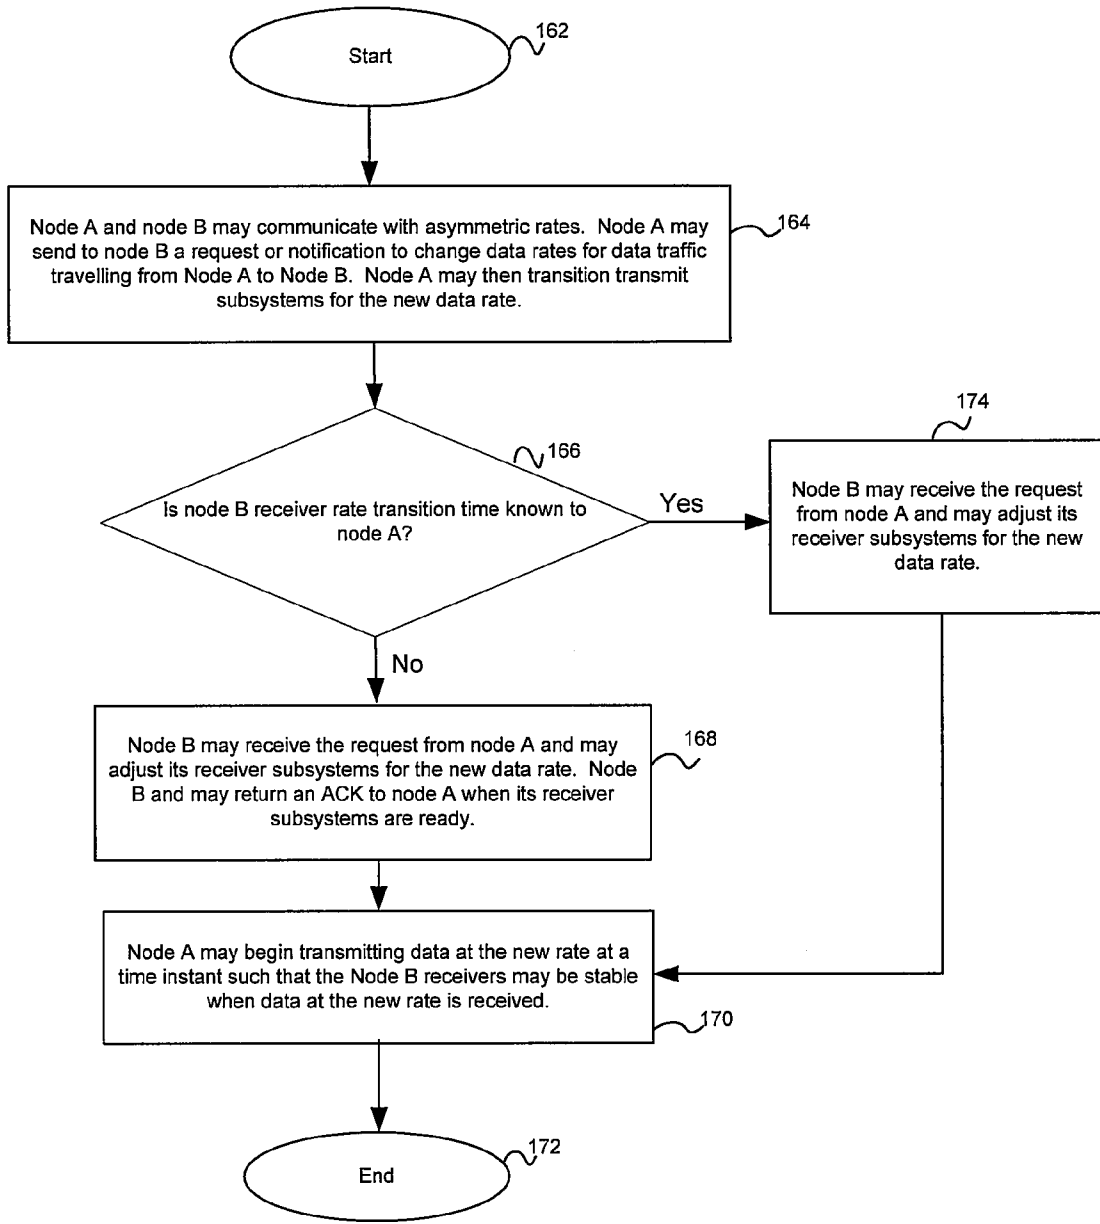 Start
162
Node A and node B may communicate with asymmetric rates. Node A may
send to node B a request or notification to change data rates for data traffic
travelling from Node A to Node B. Node A may then transition transmit
subsystems for the new data rate.
164
166
Is node B receiver rate transition time known to
node A?
Yes
174
Node B may receive the request
from node A and may adjust its
receiver subsystems for the new
data rate.
No
Node B may receive the request from node A and may
adjust its receiver subsystems for the new data rate. Node
B and may return an ACK to node A when its receiver
subsystems are ready.
168
Node A may begin transmitting data at the new rate at a
time instant such that the Node B receivers may be stable
when data at the new rate is received.
170
End
172